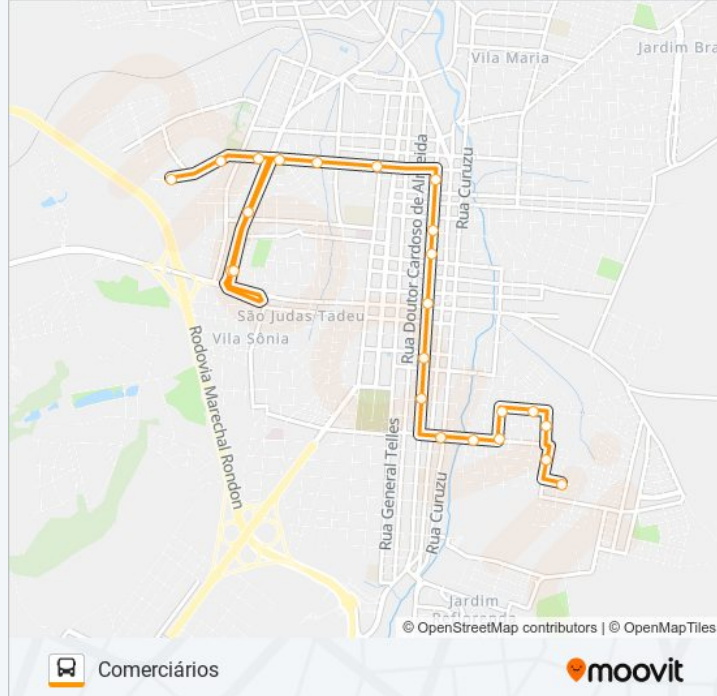 Vila Maria
Jardim Bra
Rua Doutor Cardoso de Almeida
Rua Curuzu
São Judas Tadeu
Vila Sônia
Rodovia Marechal Rondon
Rua General Telles
Rua Curuzu
Jardim
© OpenStreetMap contributors | © OpenMapTiles
Comerciários
moovit